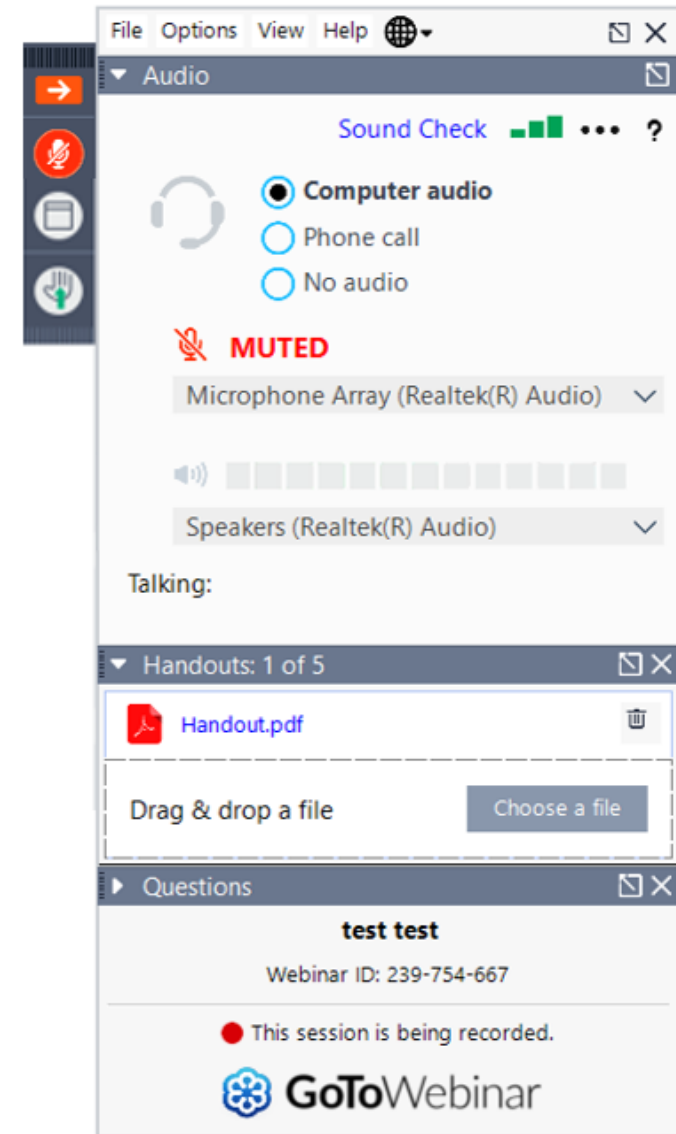 File Options View Help
Audio
Sound Check ?
Computer audio
Phone call
No audio
MUTED
Microphone Array (Realtek(R) Audio)
Speakers (Realtek(R) Audio)
Talking:
Handouts: 1 of 5
Handout.pdf
Drag & drop a file Choose a file
Questions
test test
Webinar ID: 239-754-667
This session is being recorded.
GoToWebinar